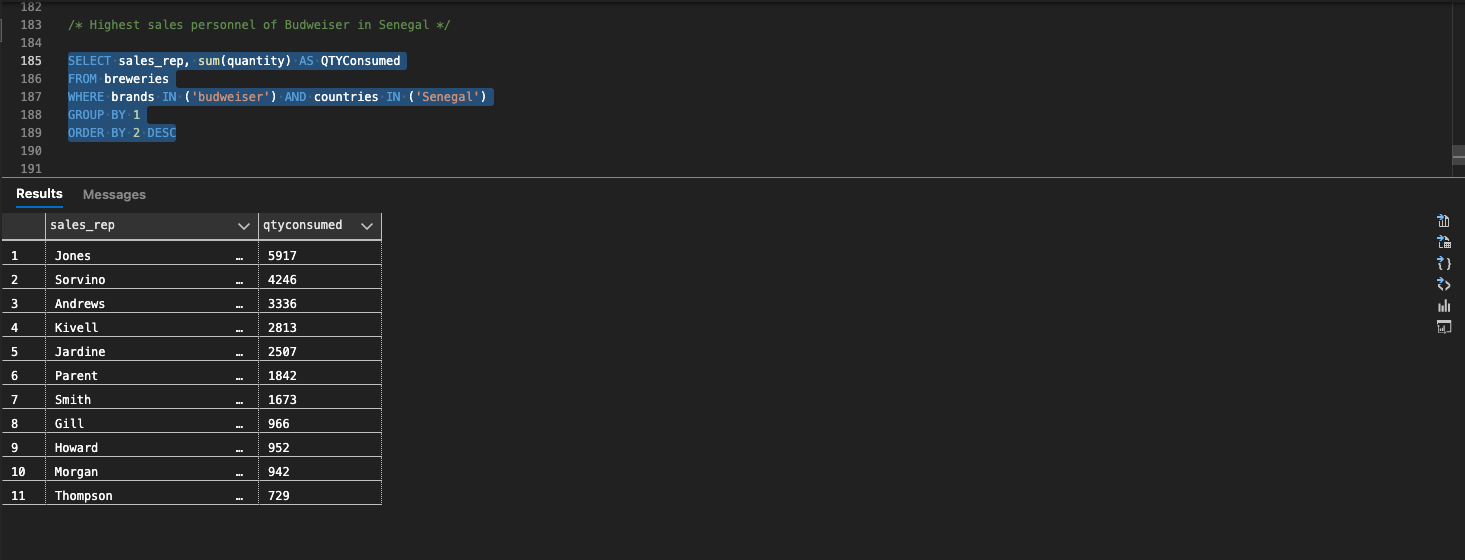 182
183 /* Highest sales personnel of Budweiser in Senegal */
184
185 SELECT sales_rep, sum(quantity) AS QTYConsumed
186 FROM breweries
187 WHERE brands IN ('budweiser') AND countries IN ('Senegal')
188 GROUP BY 1
189 ORDER BY 2 DESC
190
191
Results Messages
sales_rep qtyconsumed
1 Jones … 5917
2 Sorvino … 4246
3 Andrews … 3336
4 Kivell … 2813
5 Jardine … 2507
6 Parent … 1842
7 Smith … 1673
8 Gill … 966
9 Howard … 952
10 Morgan … 942
11 Thompson … 729